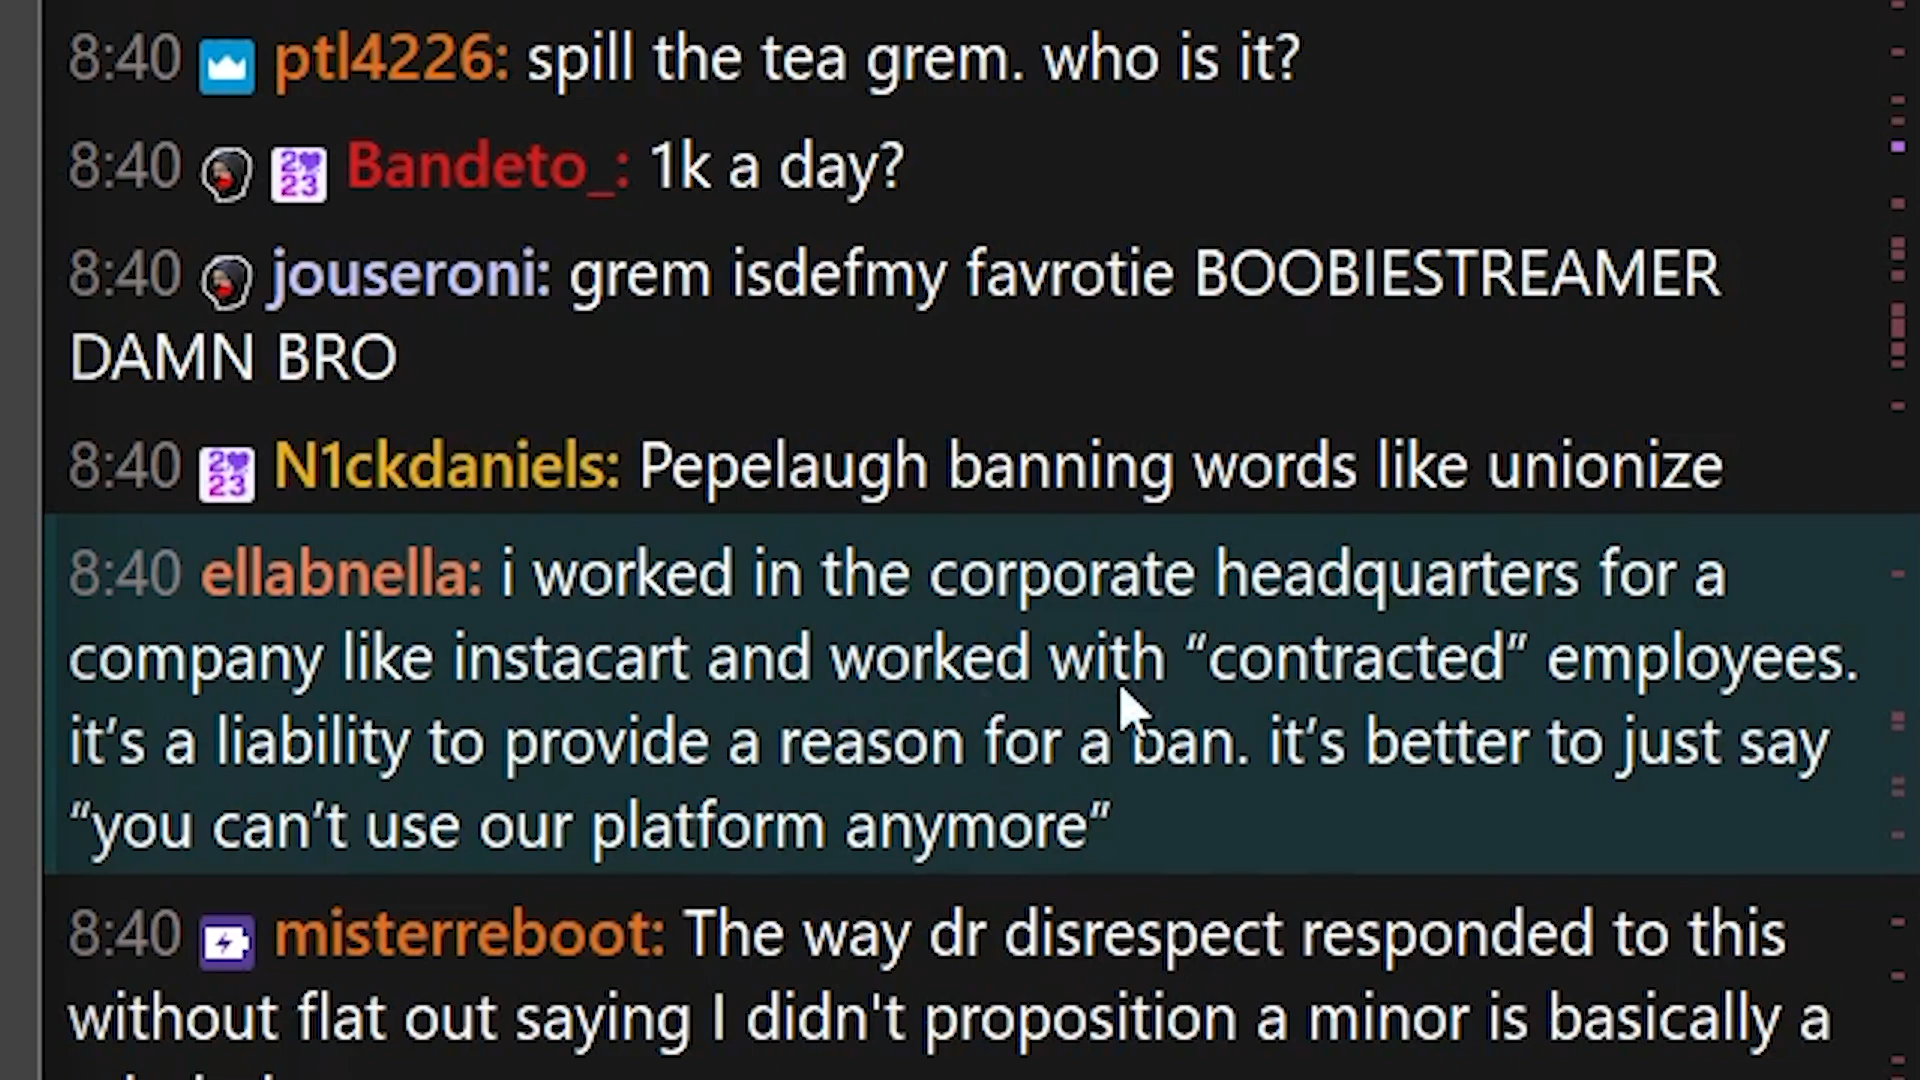 8:40 ptl4226: spill the tea grem. who is it?
8:40 2 23 Bandeto_: 1k a day?
8:40 jouseroni: grem isdefmy favrotie BOOBIESTREAMER
DAMN BRO
8:40 2 23 N1ckdaniels: Pepelaugh banning words like unionize
8:40 ellabnella: i worked in the corporate headquarters for a
company like instacart and worked with “contracted” employees.
it’s a liability to provide a reason for a ban. it’s better to just say
“you can’t use our platform anymore”
8:40 misterreboot: The way dr disrespect responded to this
without flat out saying I didn't proposition a minor is basically a